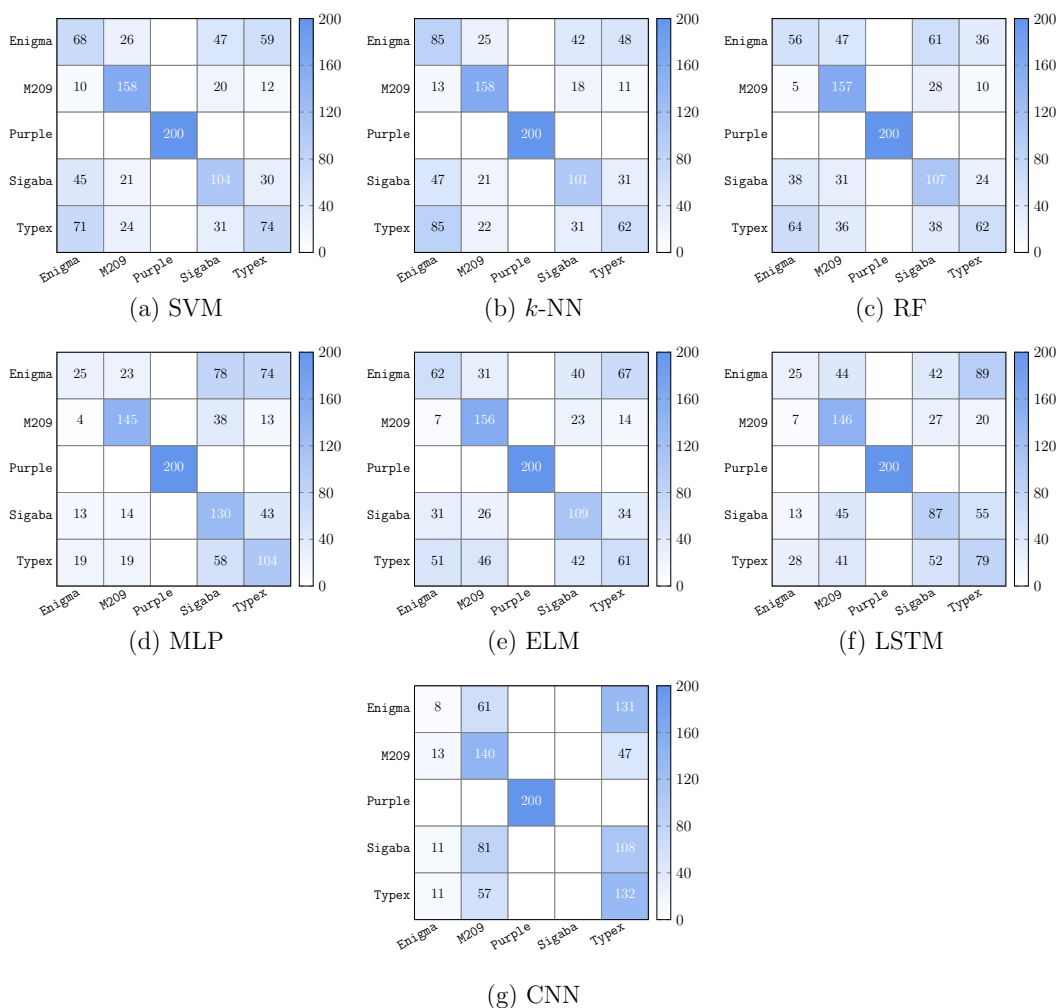 200
Enigma 68 26 47 59
160
M209 10 158 20 12
120
Purple 200
80
Sigaba 45 21 104 30
40
Typex 71 24 31 74
0
Enigma M209 Purple Sigaba Typex
(a) SVM
200
Enigma 85 25 42 48
160
M209 13 158 18 11
120
Purple 200
80
Sigaba 47 21 101 31
40
Typex 85 22 31 62
0
Enigma M209 Purple Sigaba Typex
(b) k-NN
200
Enigma 56 47 61 36
160
M209 5 157 28 10
120
Purple 200
80
Sigaba 38 31 107 24
40
Typex 64 36 38 62
0
Enigma M209 Purple Sigaba Typex
(c) RF
200
Enigma 25 23 78 74
160
M209 4 145 38 13
120
Purple 200
80
Sigaba 13 14 130 43
40
Typex 19 19 58 104
0
Enigma M209 Purple Sigaba Typex
(d) MLP
200
Enigma 62 31 40 67
160
M209 7 156 23 14
120
Purple 200
80
Sigaba 31 26 109 34
40
Typex 51 46 42 61
0
Enigma M209 Purple Sigaba Typex
(e) ELM
200
Enigma 25 44 42 89
160
M209 7 146 27 20
120
Purple 200
80
Sigaba 13 45 87 55
40
Typex 28 41 52 79
0
Enigma M209 Purple Sigaba Typex
(f) LSTM
200
Enigma 8 61 131
160
M209 13 140 47
120
Purple 200
80
Sigaba 11 81 108
40
Typex 11 57 132
0
Enigma M209 Purple Sigaba Typex
(g) CNN